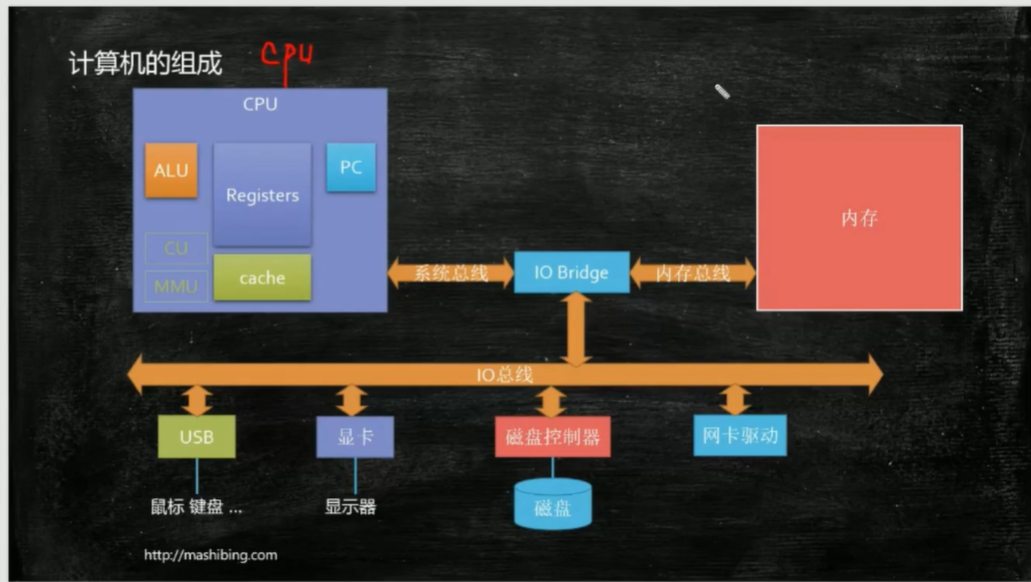 计算机的组成 cpu
CPU
ALU
Registers
PC
CU
MMU
cache
内存
系统总线
IO Bridge
内存总线
IO总线
USB
显卡
磁盘控制器
网卡驱动
鼠标 键盘 ...
显示器
磁盘
http://mashibing.com